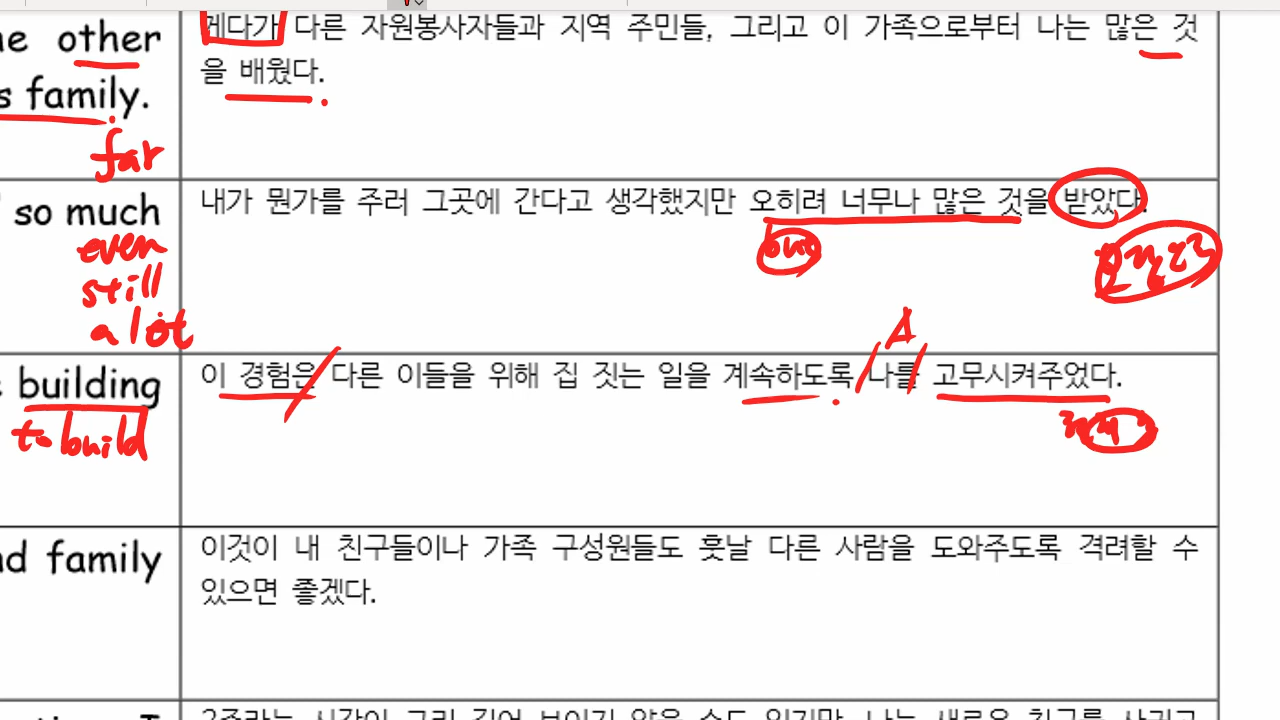 e other
s family.
far
게다가 다른 자원봉사자들과 지역 주민들, 그리고 이 가족으로부터 나는 많은 것
을 배웠다.
so much
even
still
a lot
내가 뭔가를 주러 그곳에 간다고 생각했지만 오히려 너무나 많은 것을 받았다.
but
building
to build
이 경험은 다른 이들을 위해 집 짓는 일을 계속하도록 나를 고무시켜주었다.
A
nd family
이것이 내 친구들이나 가족 구성원들도 훗날 다른 사람을 도와주도록 격려할 수
있으면 좋겠다.